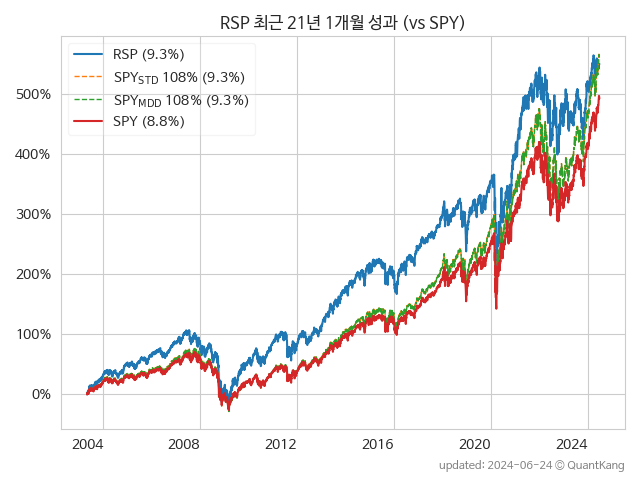 RSP 최근 21년 1개월 성과 (vs SPY)
RSP (9.3%)
SPY_STD 108% (9.3%)
SPY_MDD 108% (9.3%)
SPY (8.8%)
500%
400%
300%
200%
100%
0%
2004 2008 2012 2016 2020 2024
updated: 2024-06-24 © QuantKang